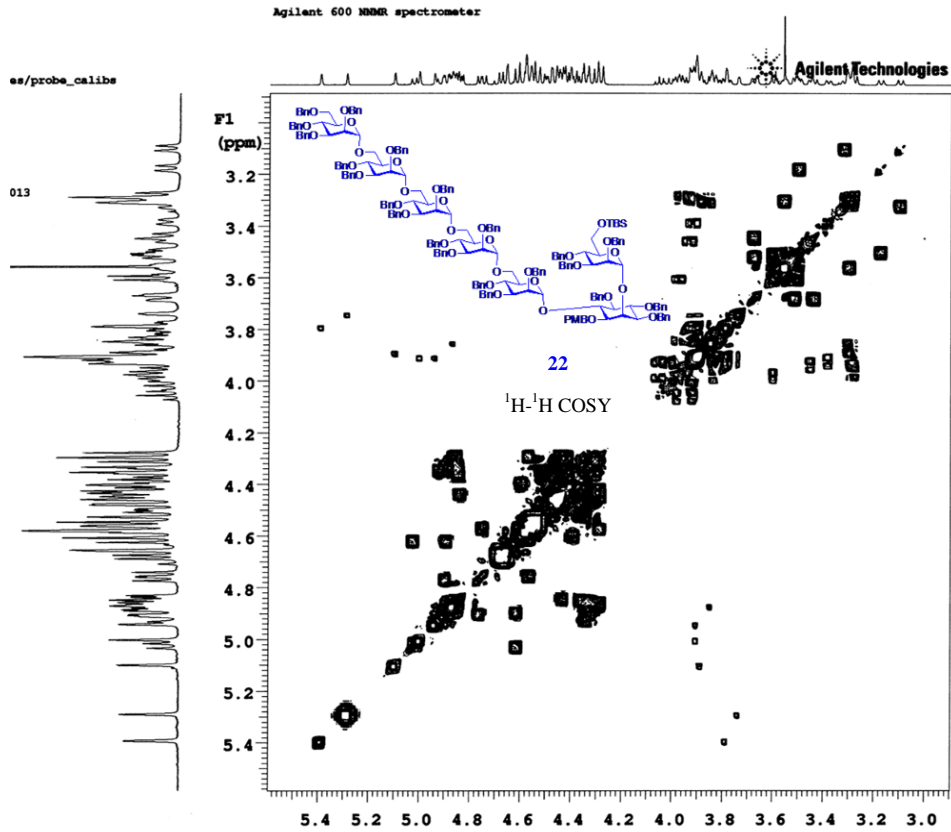 Agilent 600 NNMR spectrometer
es/probe_calibs
Agilent Technologies
F1
(ppm)
013
BnO
OBn
BnO
BnO
O
O
OBn
BnO
BnO
O
O
OBn
BnO
BnO
O
O
OBn
BnO
BnO
O
O
OBn
BnO
BnO
O
O
OTBS
OBn
BnO
BnO
O
O
BnO
OBn
OBn
PMBO
22
1H-1H COSY
3.2
3.4
3.6
3.8
4.0
4.2
4.4
4.6
4.8
5.0
5.2
5.4
5.4 5.2 5.0 4.8 4.6 4.4 4.2 4.0 3.8 3.6 3.4 3.2 3.0